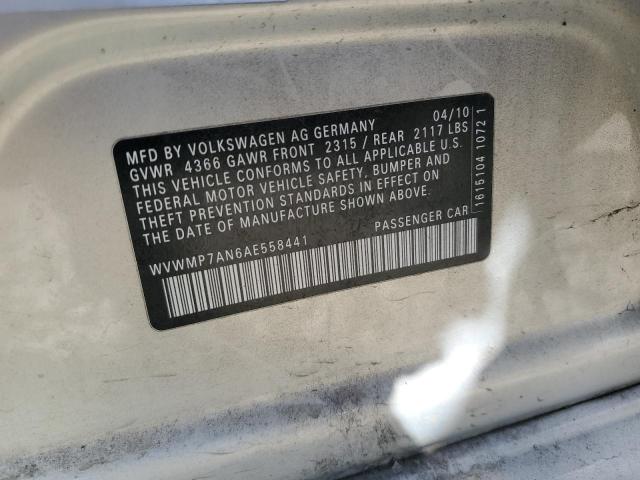 MFD BY VOLKSWAGEN AG GERMANY 04/10
GVWR 4366 GAWR FRONT 2315 / REAR 2117 LBS
THIS VEHICLE CONFORMS TO ALL APPLICABLE U.S.
FEDERAL MOTOR VEHICLE SAFETY, BUMPER AND
THEFT PREVENTION STANDARDS IN EFFECT ON
THE DATE OF MANUFACTURE SHOWN ABOVE.
WVWMP7AN6AE558441 PASSENGER CAR
1615104 1072 1